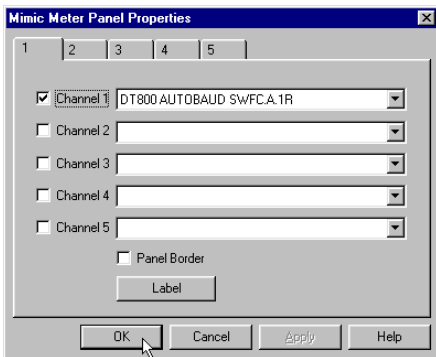 Mimic Meter Panel Properties
1 2 3 4 5
Channel 1 DT800 AUTOBAUD SWFC.A.1R
Channel 2
Channel 3
Channel 4
Channel 5
Panel Border
Label
OK Cancel Apply Help